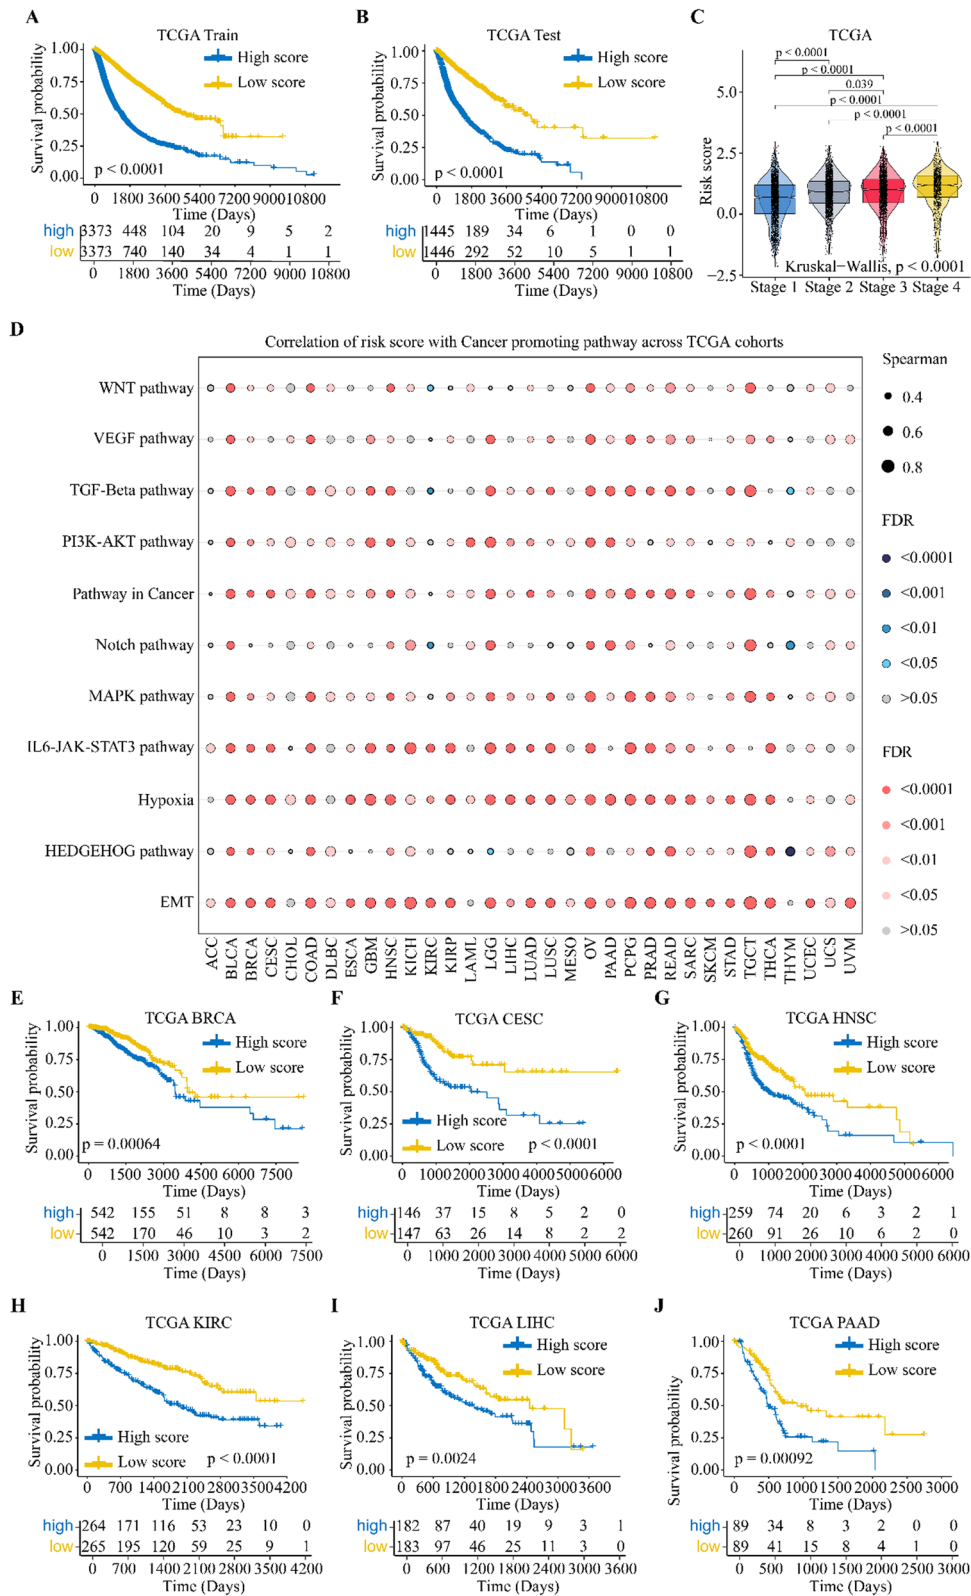 A
TCGA Train
Survival probability
1.00
0.75
0.50
0.25
0.00
High score
Low score
p < 0.0001
0 1800 3600 5400 7200 9000 10800
Time (Days)
high 3373 448 104 20 9 5 2
low 3373 740 140 34 4 1 1
0 1800 3600 5400 7200 9000 10800
Time (Days)
B
TCGA Test
Survival probability
1.00
0.75
0.50
0.25
0.00
High score
Low score
p < 0.0001
0 1800 3600 5400 7200 9000 10800
Time (Days)
high 1445 189 34 6 1 0 0
low 1446 292 52 10 5 1 1
0 1800 3600 5400 7200 9000 10800
Time (Days)
C
TCGA
Risk score
5.0
2.5
0.0
−2.5
p < 0.0001
p < 0.0001
0.039
p < 0.0001
p < 0.0001
p < 0.0001
Kruskal−Wallis, p < 0.0001
Stage 1 Stage 2 Stage 3 Stage 4
D
Correlation of risk score with Cancer promoting pathway across TCGA cohorts
WNT pathway
VEGF pathway
TGF-Beta pathway
PI3K-AKT pathway
Pathway in Cancer
Notch pathway
MAPK pathway
IL6-JAK-STAT3 pathway
Hypoxia
HEDGEHOG pathway
EMT
ACC BLCA BRCA CESC CHOL COAD DLBC ESCA GBM HNSC KICH KIRC KIRP LAML LGG LIHC LUAD LUSC MESO OV PAAD PCPG PRAD READ SARC SKCM STAD TGCT THCA THYM UCEC UCS UVM
Spearman
0.4
0.6
0.8
FDR
<0.0001
<0.001
<0.01
<0.05
>0.05
FDR
<0.0001
<0.001
<0.01
<0.05
>0.05
E
TCGA BRCA
Survival probability
1.00
0.75
0.50
0.25
0.00
High score
Low score
p = 0.00064
0 1500 3000 4500 6000 7500
Time (Days)
high 542 155 51 8 8 3
low 542 170 46 10 3 2
0 1500 3000 4500 6000 7500
Time (Days)
F
TCGA CESC
Survival probability
1.00
0.75
0.50
0.25
0.00
High score
Low score
p < 0.0001
0 1000 2000 3000 4000 5000 6000
Time (Days)
high 146 37 15 8 5 2 0
low 147 63 26 14 8 2 2
0 1000 2000 3000 4000 5000 6000
Time (Days)
G
TCGA HNSC
Survival probability
1.00
0.75
0.50
0.25
0.00
High score
Low score
p < 0.0001
0 1000 2000 3000 4000 5000 6000
Time (Days)
high 259 74 20 6 3 2 1
low 260 91 26 10 6 2 0
0 1000 2000 3000 4000 5000 6000
Time (Days)
H
TCGA KIRC
Survival probability
1.00
0.75
0.50
0.25
0.00
High score
Low score
p < 0.0001
0 700 1400 2100 2800 3500 4200
Time (Days)
high 264 171 116 53 23 10 0
low 265 195 120 59 25 9 1
0 700 1400 2100 2800 3500 4200
Time (Days)
I
TCGA LIHC
Survival probability
1.00
0.75
0.50
0.25
0.00
High score
Low score
p = 0.0024
0 600 1200 1800 2400 3000 3600
Time (Days)
high 182 87 40 19 9 3 1
low 183 97 46 25 11 3 0
0 600 1200 1800 2400 3000 3600
Time (Days)
J
TCGA PAAD
Survival probability
1.00
0.75
0.50
0.25
0.00
High score
Low score
p = 0.00092
0 500 1000 1500 2000 2500 3000
Time (Days)
high 89 34 8 3 2 0 0
low 89 41 15 8 4 1 0
0 500 1000 1500 2000 2500 3000
Time (Days)